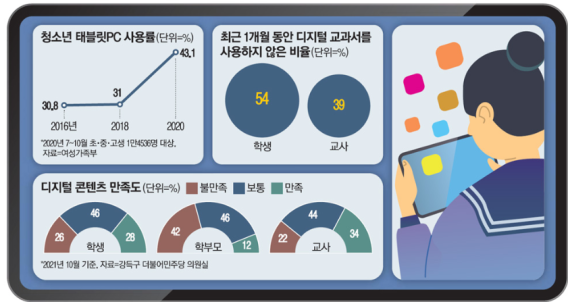 청소년 태블릿PC 사용률(단위=%)
43.1
31
30.8
2016년 2018 2020
*2020년 7~10월 초·중·고생 1만4536명 대상,
자료=여성가족부
최근 1개월 동안 디지털 교과서를
사용하지 않은 비율(단위=%)
54 39
학생 교사
디지털 콘텐츠 만족도(단위=%) 불만족 보통 만족
26 46 28
학생
42 46 12
학부모
22 44 34
교사
*2021년 10월 기준, 자료=강득구 더불어민주당 의원실